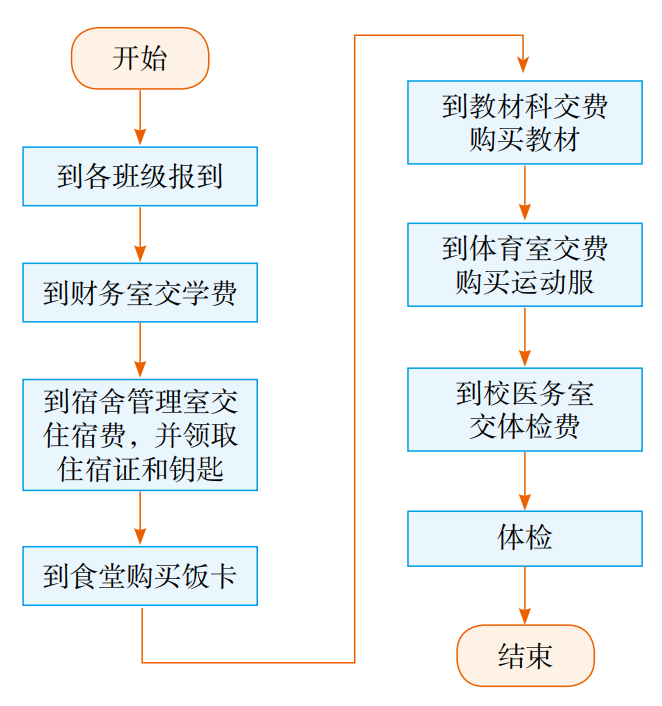 开始
到各班级报到
到财务室交学费
到宿舍管理室交
住宿费，并领取
住宿证和钥匙
到食堂购买饭卡
到教材科交费
购买教材
到体育室交费
购买运动服
到校医务室
交体检费
体检
结束